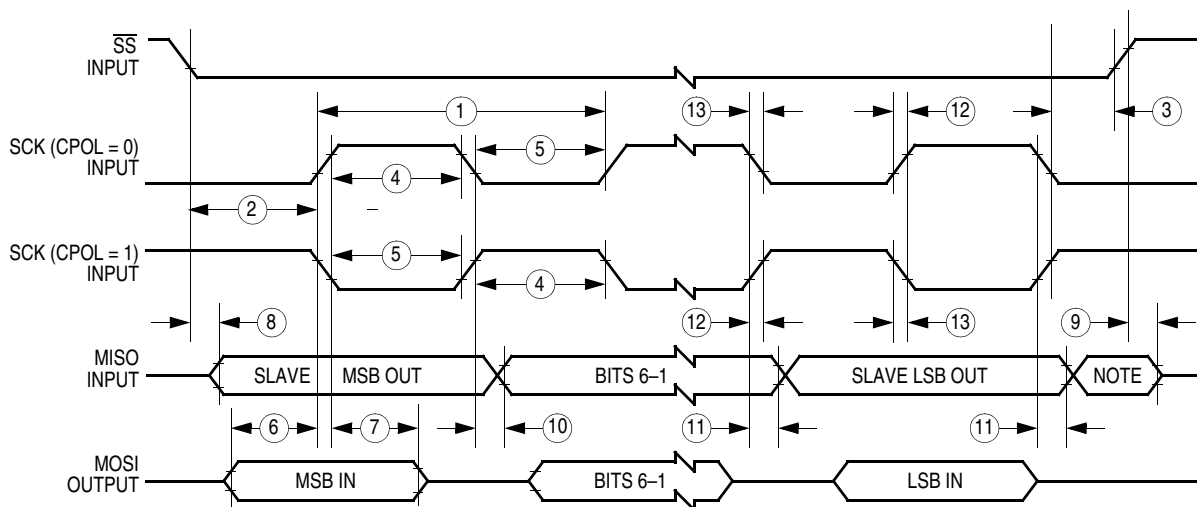 SS
INPUT
1
13
12
3
SCK (CPOL = 0)
INPUT
5
4
2
SCK (CPOL = 1)
INPUT
5
4
8
12
13
9
MISO
INPUT
SLAVE MSB OUT
BITS 6–1
SLAVE LSB OUT
NOTE
6
7
10
11
11
MOSI
OUTPUT
MSB IN
BITS 6–1
LSB IN